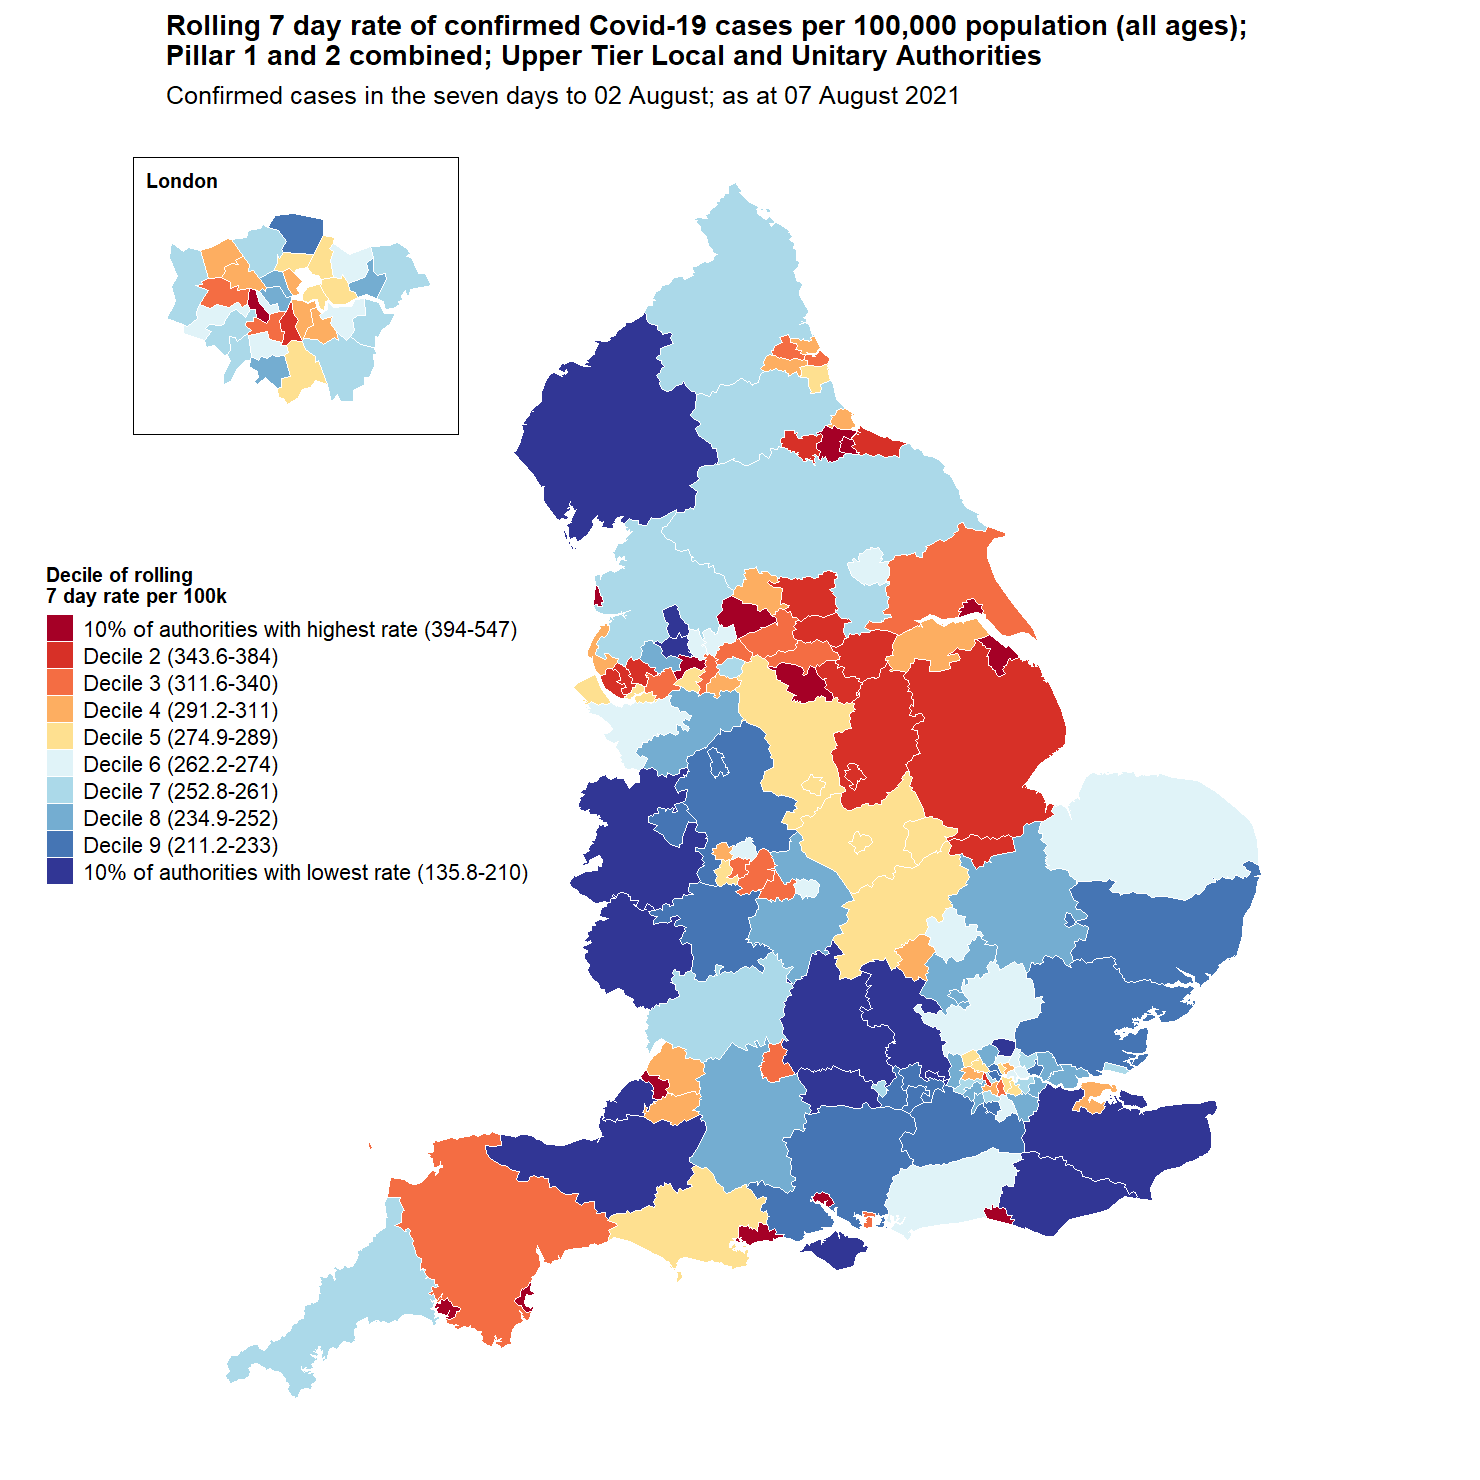 Rolling 7 day rate of confirmed Covid-19 cases per 100,000 population (all ages);
Pillar 1 and 2 combined; Upper Tier Local and Unitary Authorities
Confirmed cases in the seven days to 02 August; as at 07 August 2021
London
Decile of rolling
7 day rate per 100k
10% of authorities with highest rate (394-547)
Decile 2 (343.6-384)
Decile 3 (311.6-340)
Decile 4 (291.2-311)
Decile 5 (274.9-289)
Decile 6 (262.2-274)
Decile 7 (252.8-261)
Decile 8 (234.9-252)
Decile 9 (211.2-233)
10% of authorities with lowest rate (135.8-210)